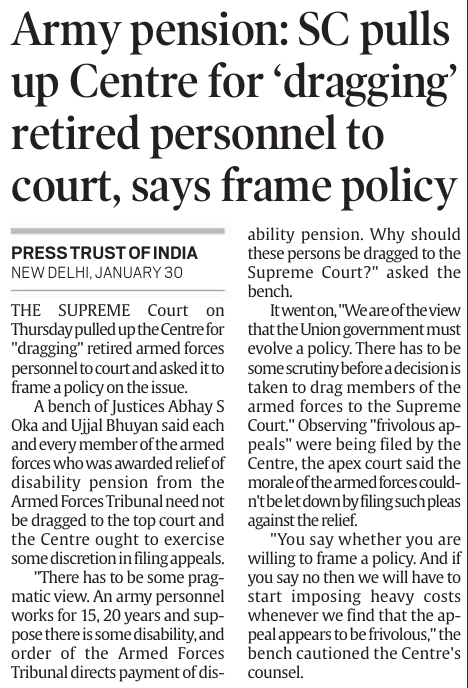 Army pension: SC pulls
up Centre for ‘dragging’
retired personnel to
court, says frame policy
PRESS TRUST OF INDIA
NEW DELHI, JANUARY 30
THE SUPREME Court on
Thursday pulled up the Centre for
"dragging" retired armed forces
personnel to court and asked it to
frame a policy on the issue.
A bench of Justices Abhay S
Oka and Ujjal Bhuyan said each
and every member of the armed
forces who was awarded relief of
disability pension from the
Armed Forces Tribunal need not
be dragged to the top court and
the Centre ought to exercise
some discretion in filing appeals.
"There has to be some prag-
matic view. An army personnel
works for 15, 20 years and sup-
pose there is some disability, and
order of the Armed Forces
Tribunal directs payment of dis-
ability pension. Why should
these persons be dragged to the
Supreme Court?" asked the
bench.
It went on, "We are of the view
that the Union government must
evolve a policy. There has to be
some scrutiny before a decision is
taken to drag members of the
armed forces to the Supreme
Court." Observing "frivolous ap-
peals" were being filed by the
Centre, the apex court said the
morale of the armed forces could-
n't be let down by filing such pleas
against the relief.
"You say whether you are
willing to frame a policy. And if
you say no then we will have to
start imposing heavy costs
whenever we find that the ap-
peal appears to be frivolous," the
bench cautioned the Centre's
counsel.